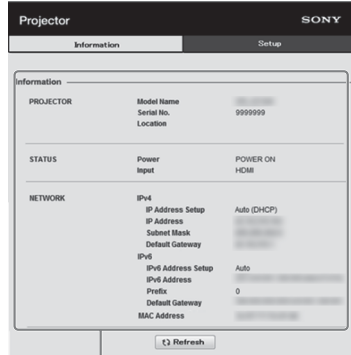 Projector SONY
Information Setup
Information
PROJECTOR Model Name
Serial No. 9999999
Location
STATUS Power POWER ON
Input HDMI
NETWORK IPv4
IP Address Setup Auto (DHCP)
IP Address
Subnet Mask
Default Gateway
IPv6
IPv6 Address Setup Auto
IPv6 Address
Prefix 0
Default Gateway
MAC Address
Refresh